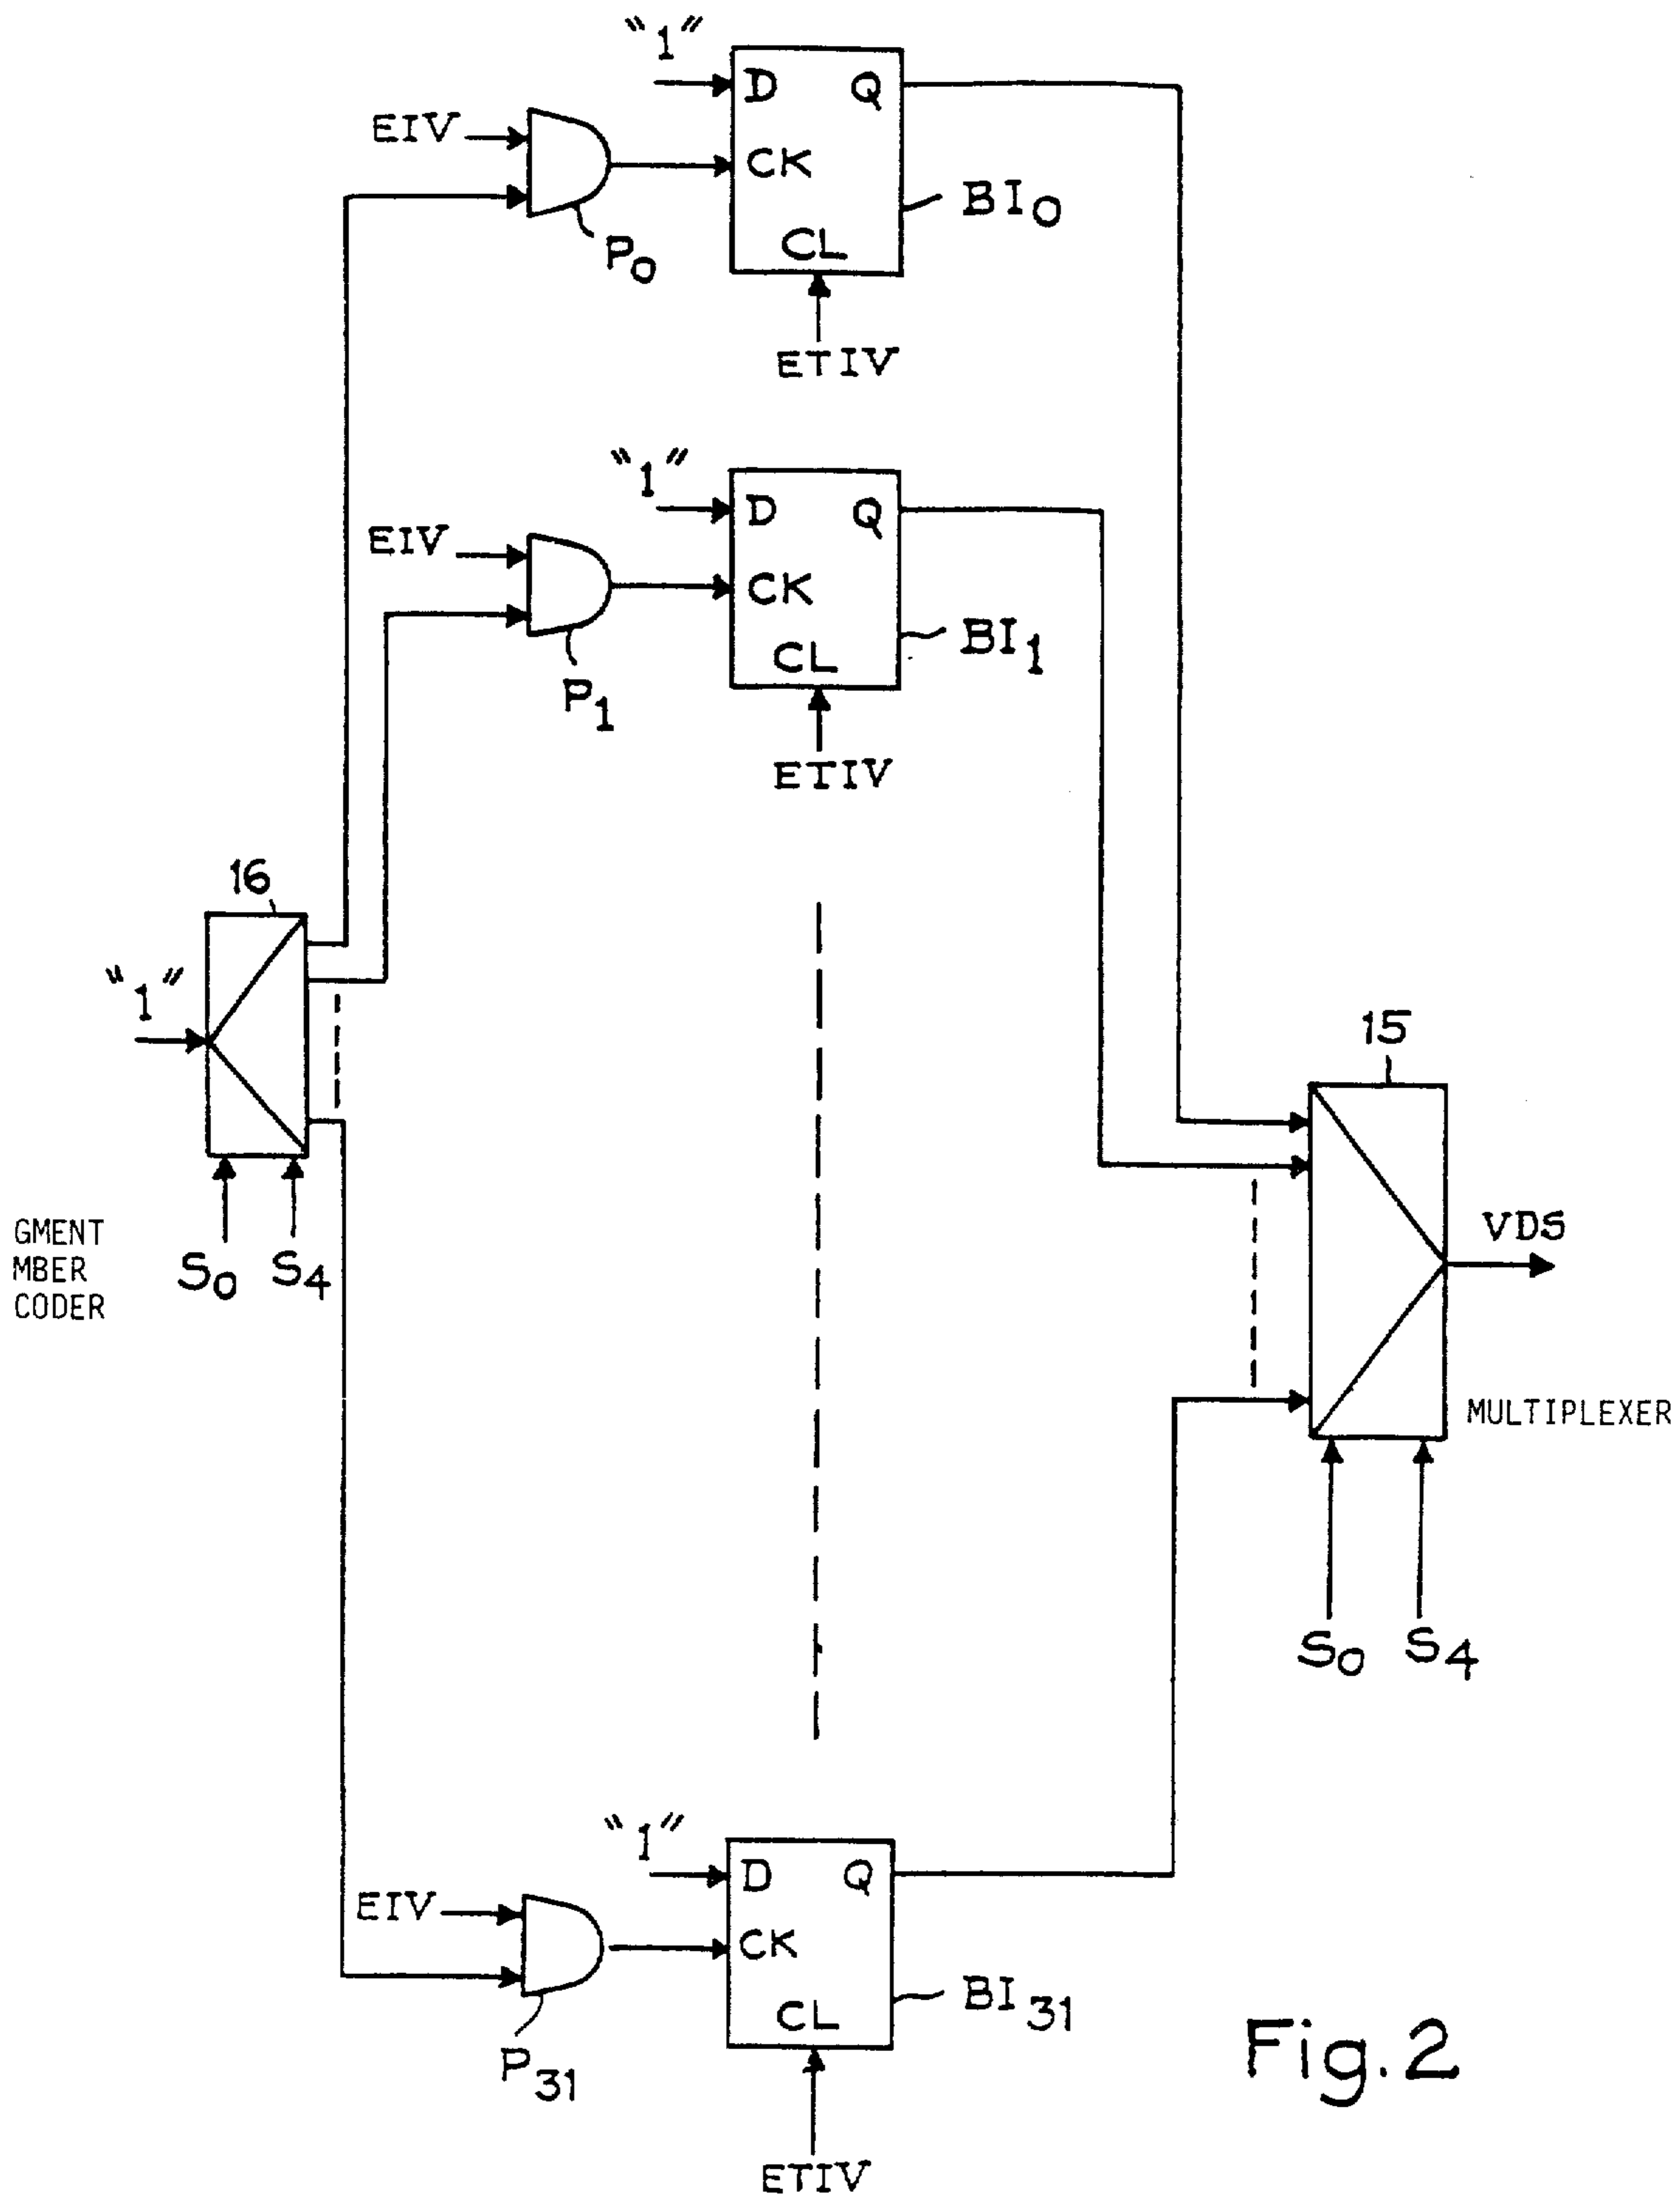 “1”
D Q
EIV
CK
BI0
CL
P0
ETIV
“1”
D Q
EIV
CK
BI1
CL
P1
ETIV
16
“1”
15
VDS
GMENT
MBER
CODER
S0 S4
MULTIPLEXER
S0 S4
“1”
D Q
EIV
CK
BI31
CL
P31
ETIV
Fig. 2